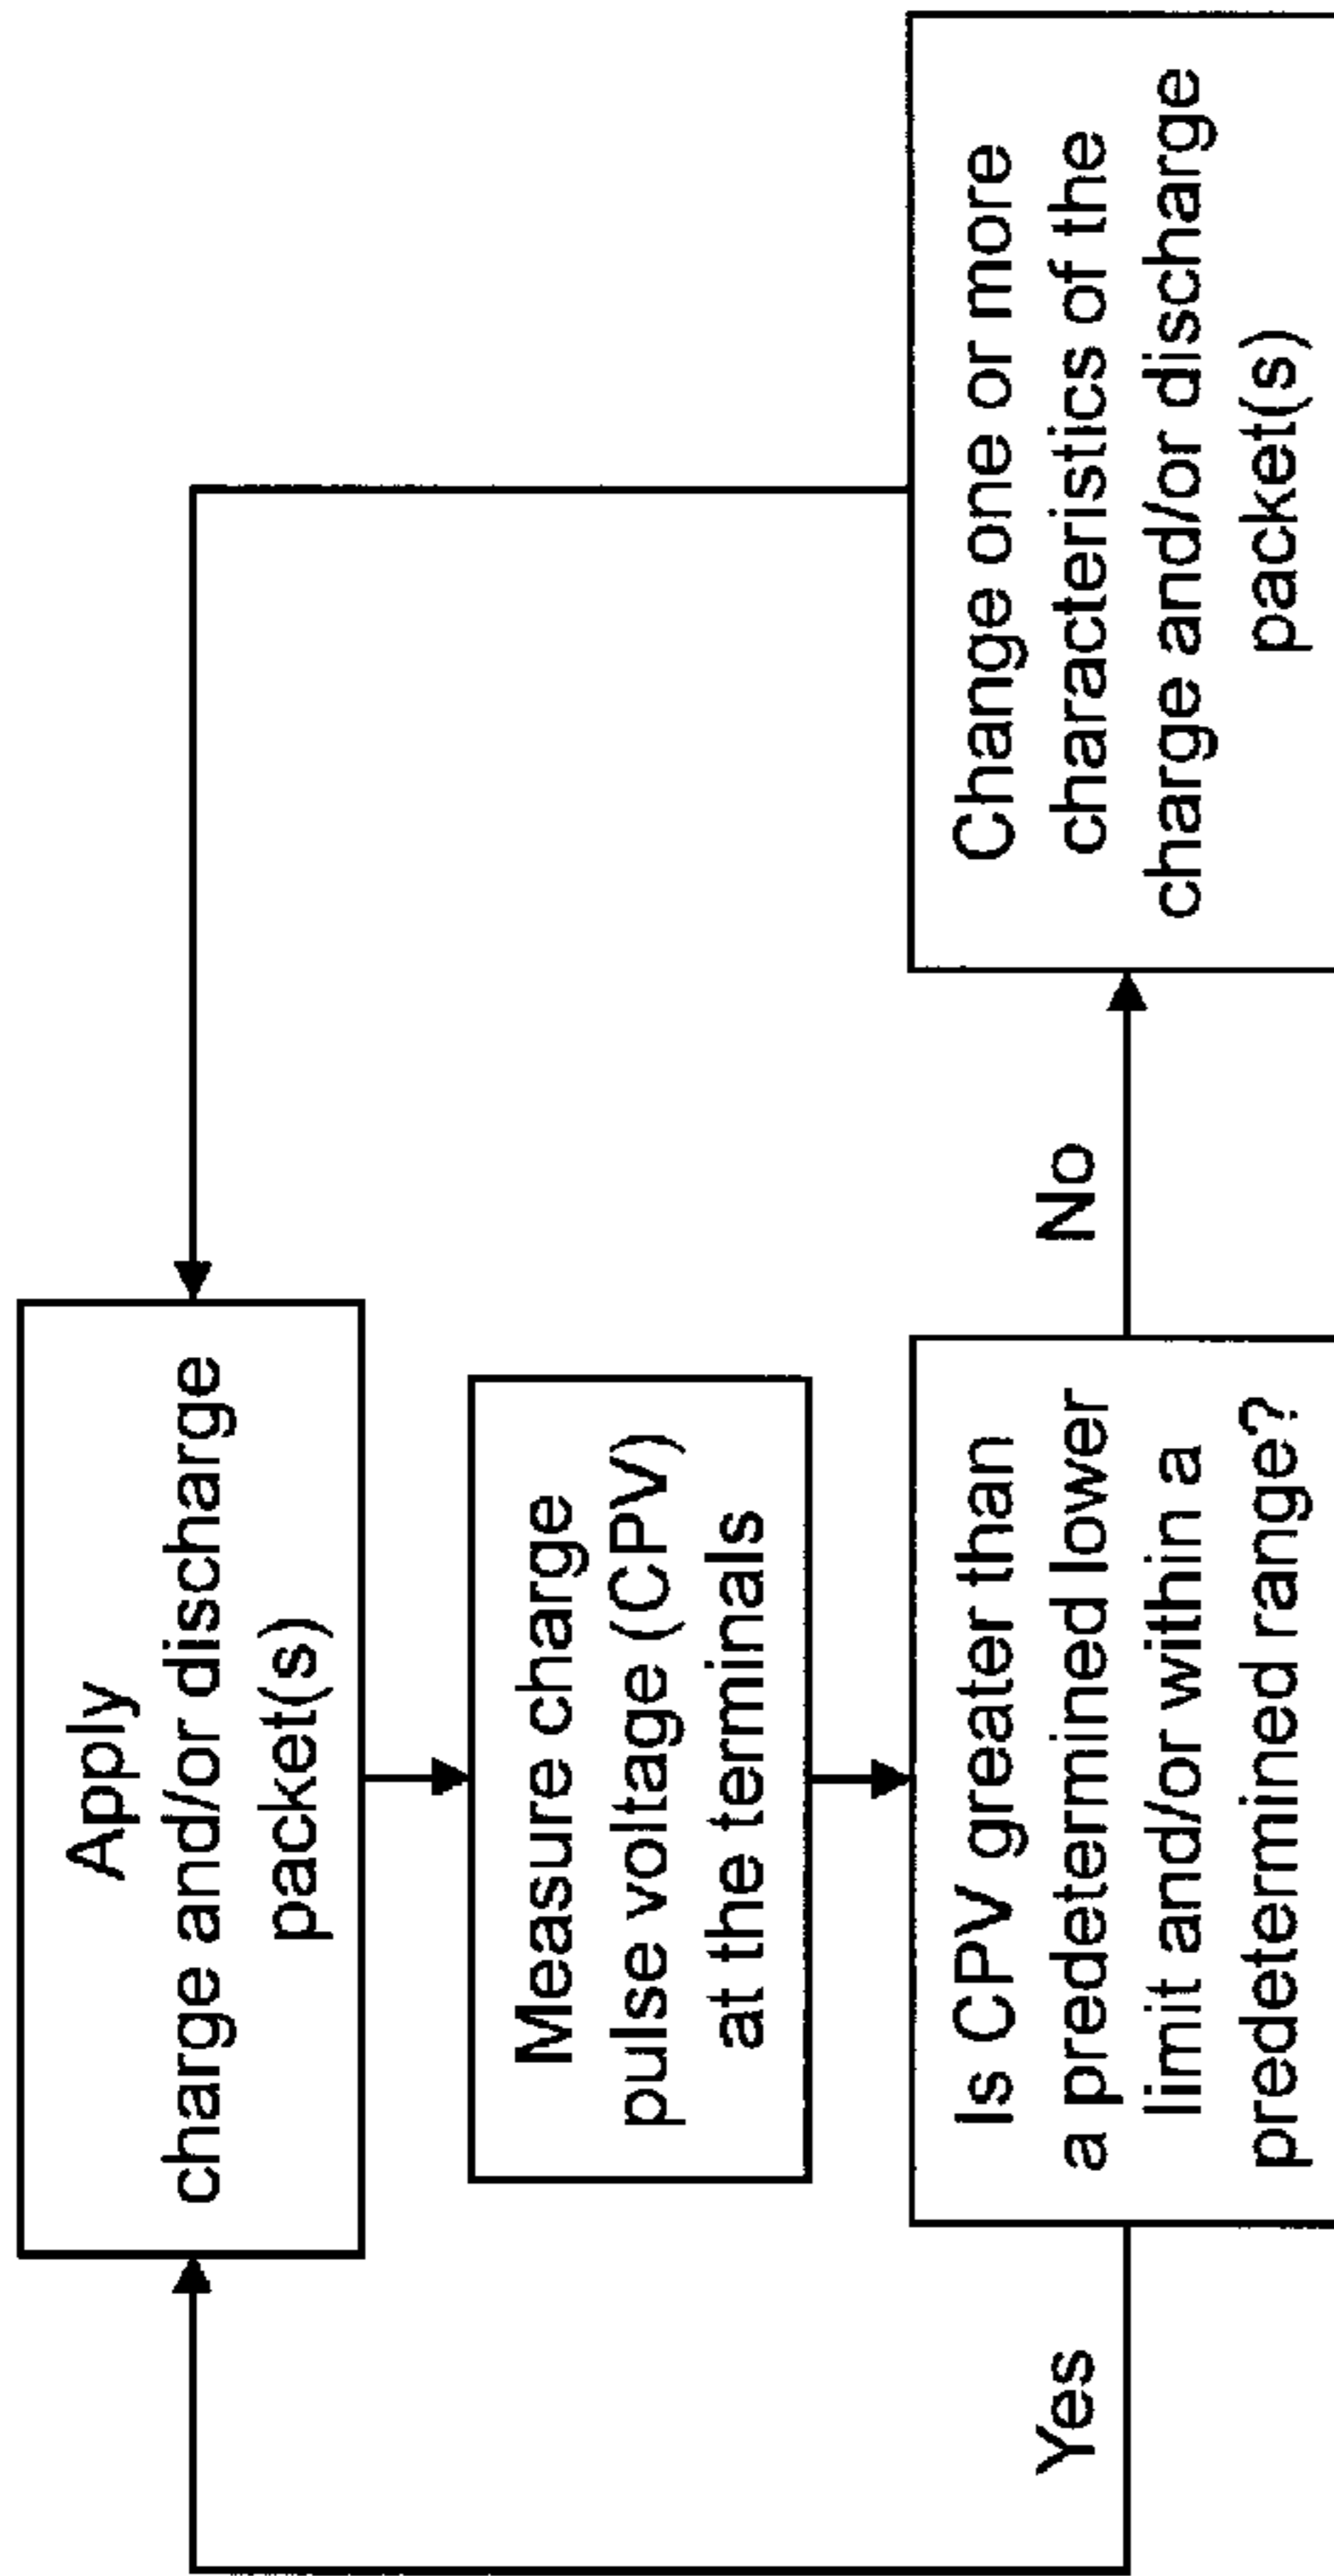 Apply
charge and/or discharge
packet(s)
Measure charge
pulse voltage (CPV)
at the terminals
Is CPV greater than
a predetermined lower
limit and/or within a
predetermined range?
Yes
No
Change one or more
characteristics of the
charge and/or discharge
packet(s)